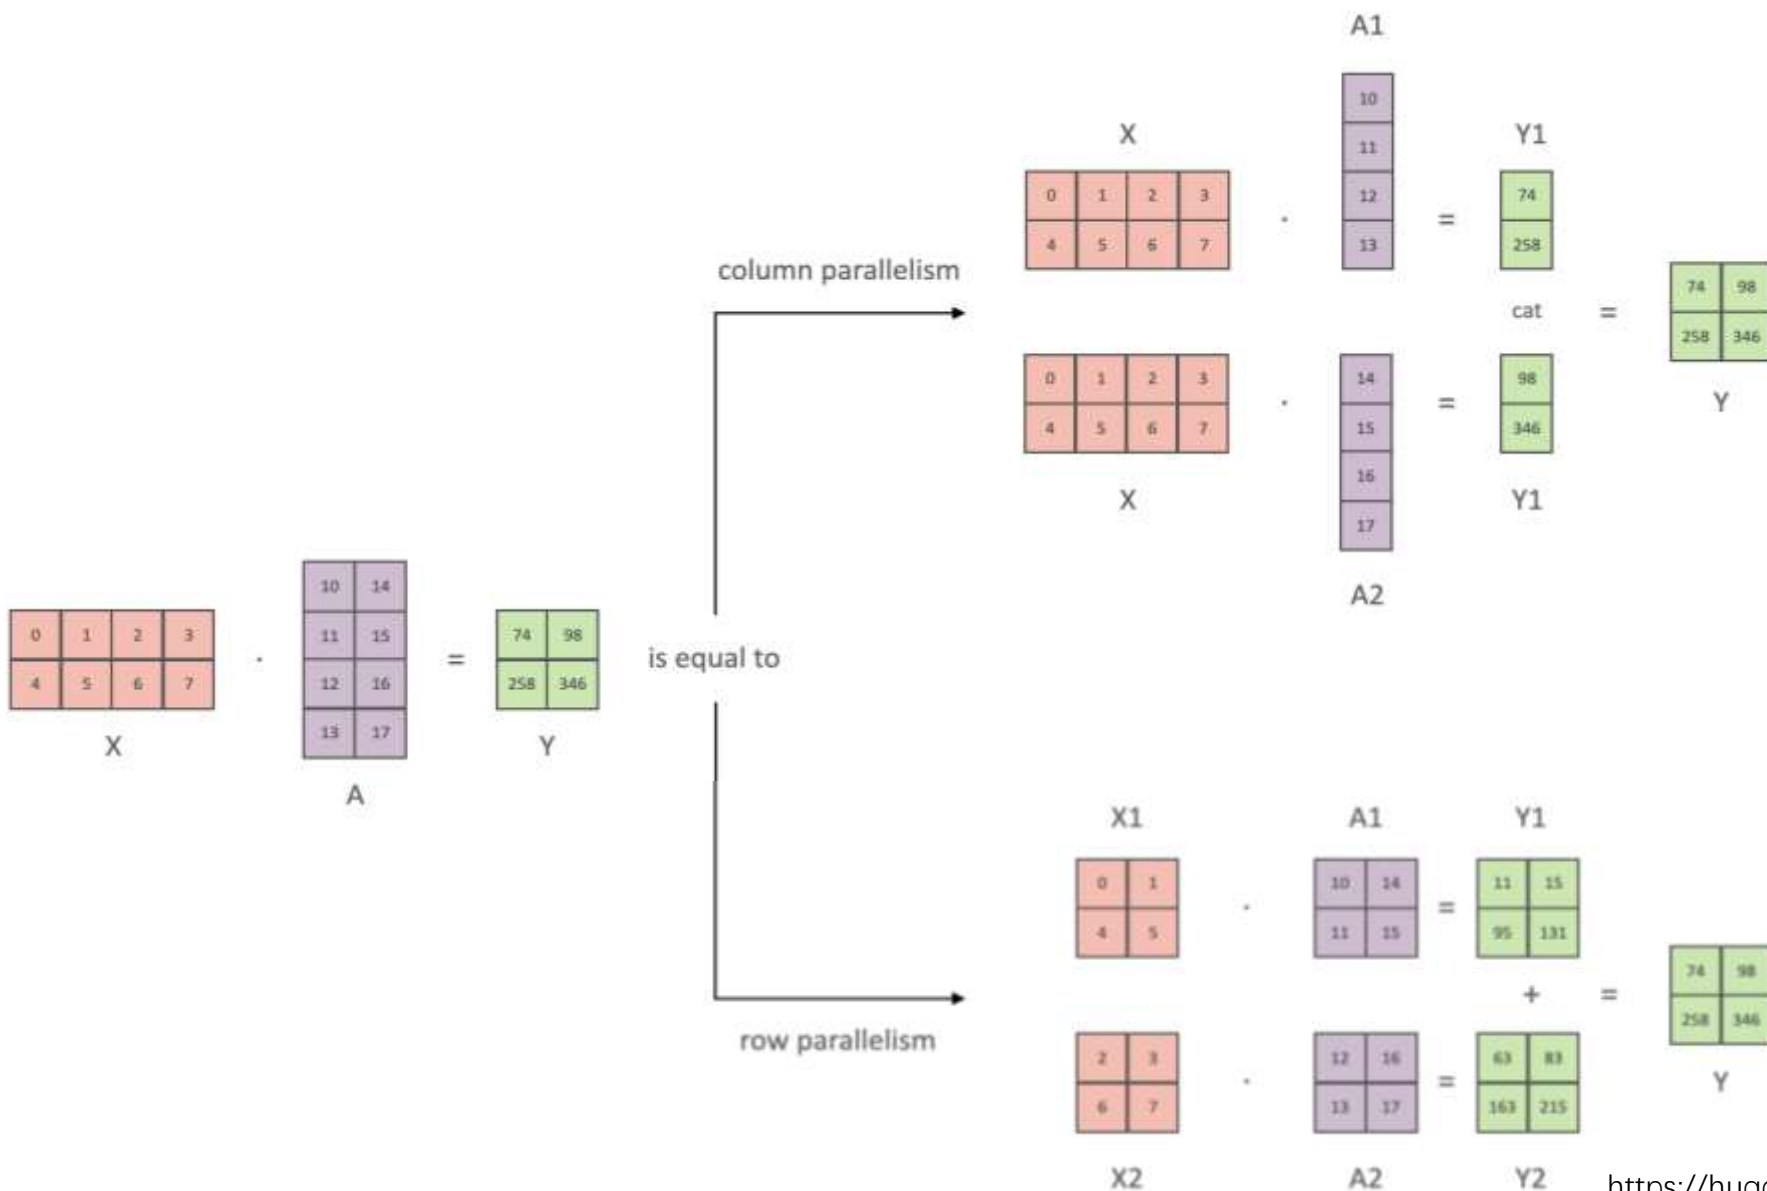 A1
10
11
12
13
X
0 1 2 3
4 5 6 7
·
=
Y1
74
258
column parallelism
cat
=
74 98
258 346
Y
0 1 2 3
4 5 6 7
X
·
14
15
16
17
A2
=
98
346
Y1
0 1 2 3
4 5 6 7
X
·
10 14
11 15
12 16
13 17
A
=
74 98
258 346
Y
is equal to
row parallelism
X1
0 1
4 5
·
A1
10 14
11 15
=
Y1
11 15
95 131
+
=
74 98
258 346
Y
2 3
6 7
X2
·
12 16
13 17
A2
=
63 83
163 215
Y2
https://hugg